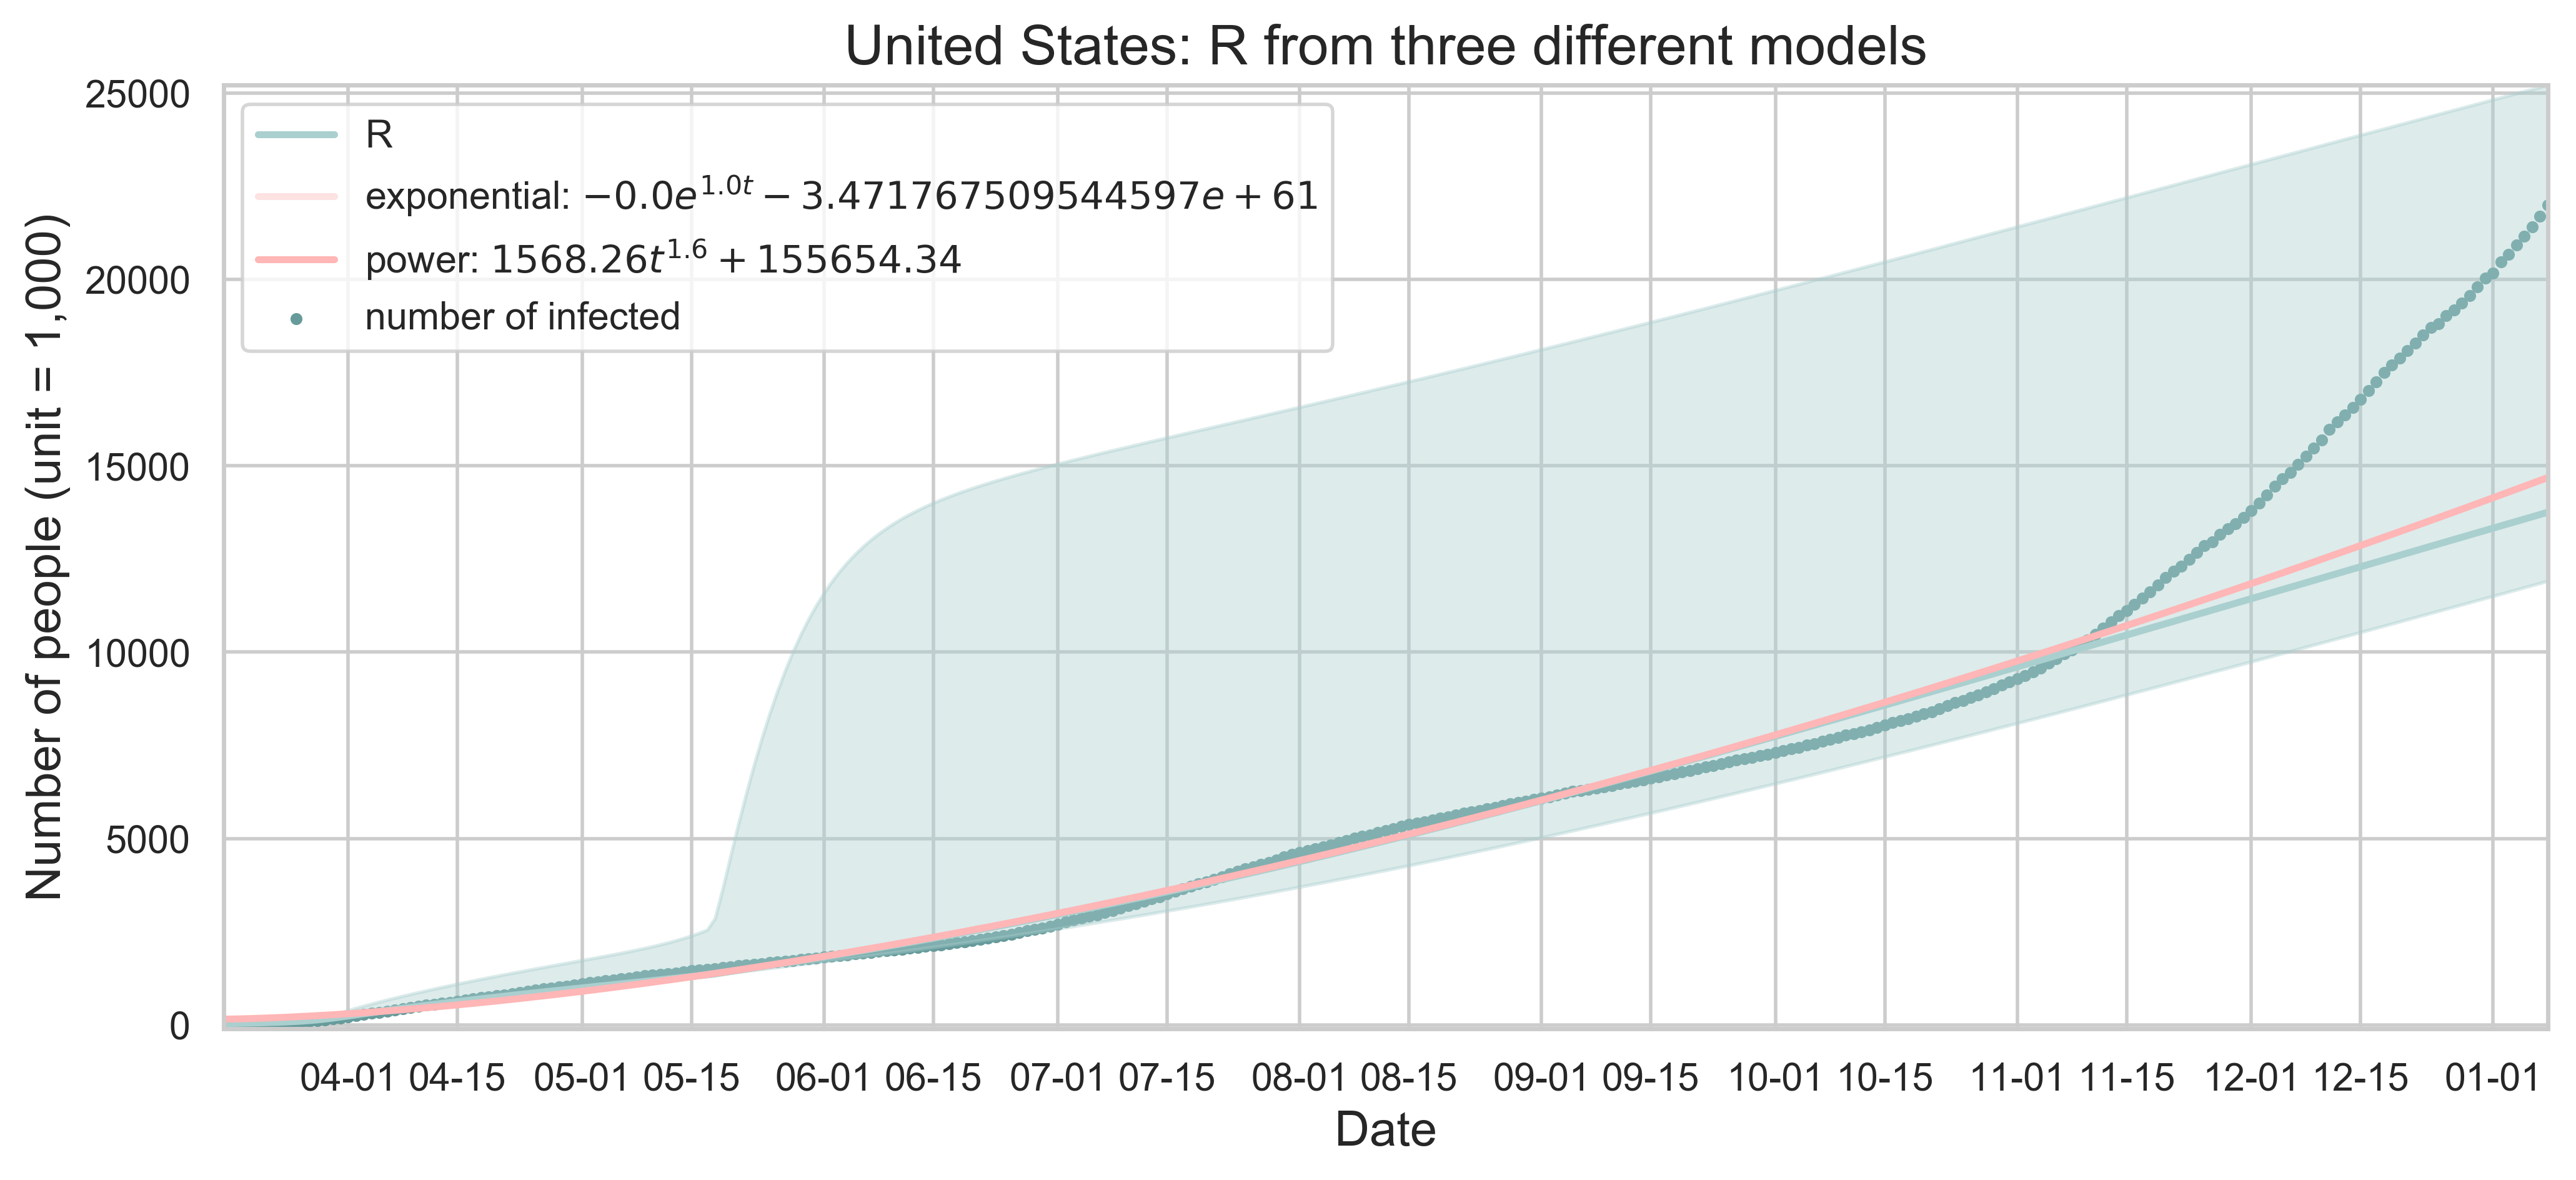 United States: R from three different models
25000
20000
15000
10000
5000
0
Number of people (unit = 1,000)
R
exponential: −0.0e^{1.0t} − 3.471767509544597e + 61
power: 1568.26t^{1.6} + 155654.34
number of infected
04-01 04-15 05-01 05-15 06-01 06-15 07-01 07-15 08-01 08-15 09-01 09-15 10-01 10-15 11-01 11-15 12-01 12-15 01-01
Date